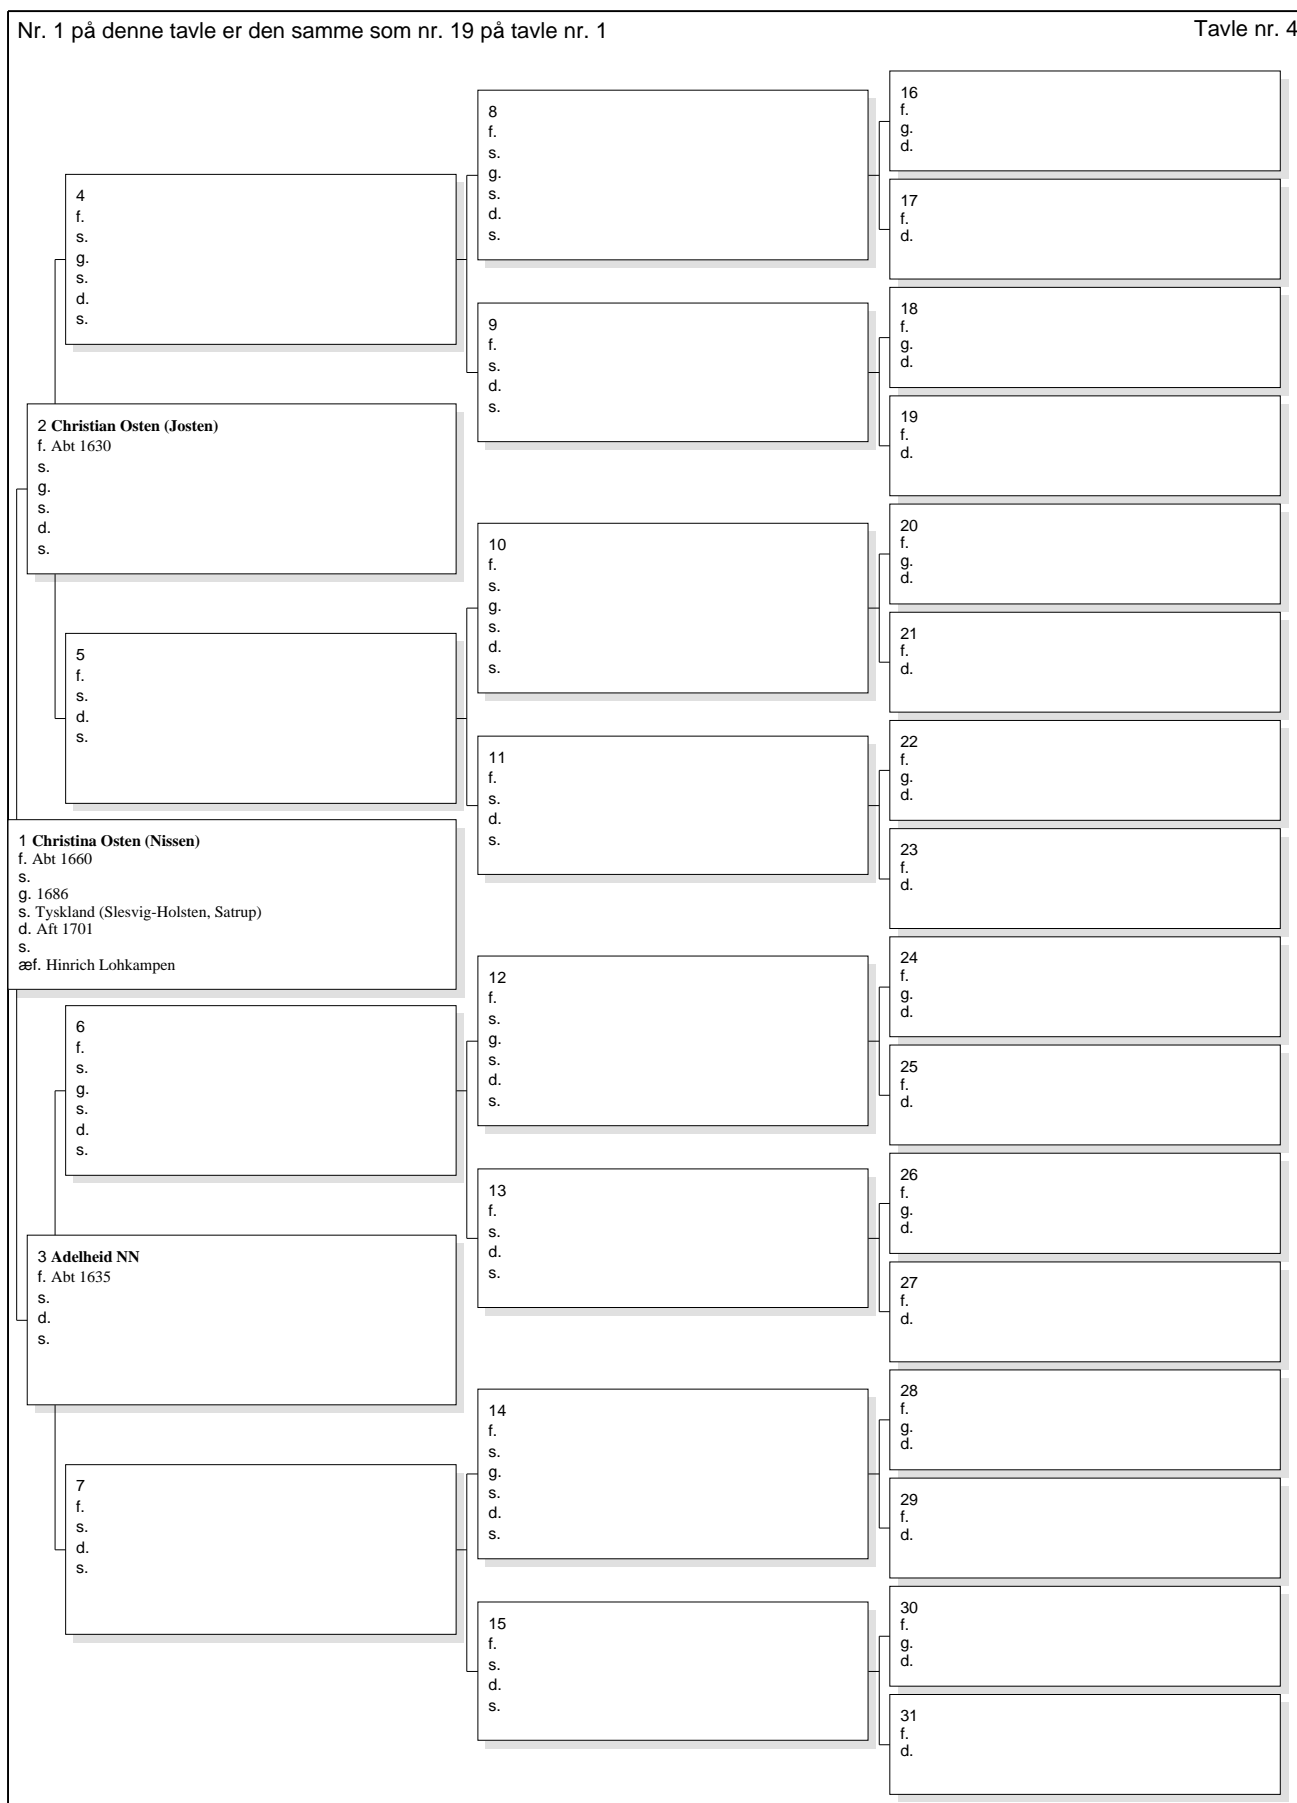 Nr. 1 på denne tavle er den samme som nr. 19 på tavle nr. 1
Tavle nr. 4
4
f.
s.
g.
s.
d.
s.
2 Christian Osten (Josten)
f. Abt 1630
s.
g.
s.
d.
s.
5
f.
s.
d.
s.
1 Christina Osten (Nissen)
f. Abt 1660
s.
g. 1686
s. Tyskland (Slesvig-Holsten, Satrup)
d. Aft 1701
s.
æf. Hinrich Lohkampen
6
f.
s.
g.
s.
d.
s.
3 Adelheid NN
f. Abt 1635
s.
d.
s.
7
f.
s.
d.
s.
8
f.
s.
g.
s.
d.
s.
9
f.
s.
d.
s.
10
f.
s.
g.
s.
d.
s.
11
f.
s.
d.
s.
12
f.
s.
g.
s.
d.
s.
13
f.
s.
d.
s.
14
f.
s.
g.
s.
d.
s.
15
f.
s.
d.
s.
16
f.
g.
d.
17
f.
d.
18
f.
g.
d.
19
f.
d.
20
f.
g.
d.
21
f.
d.
22
f.
g.
d.
23
f.
d.
24
f.
g.
d.
25
f.
d.
26
f.
g.
d.
27
f.
d.
28
f.
g.
d.
29
f.
d.
30
f.
g.
d.
31
f.
d.